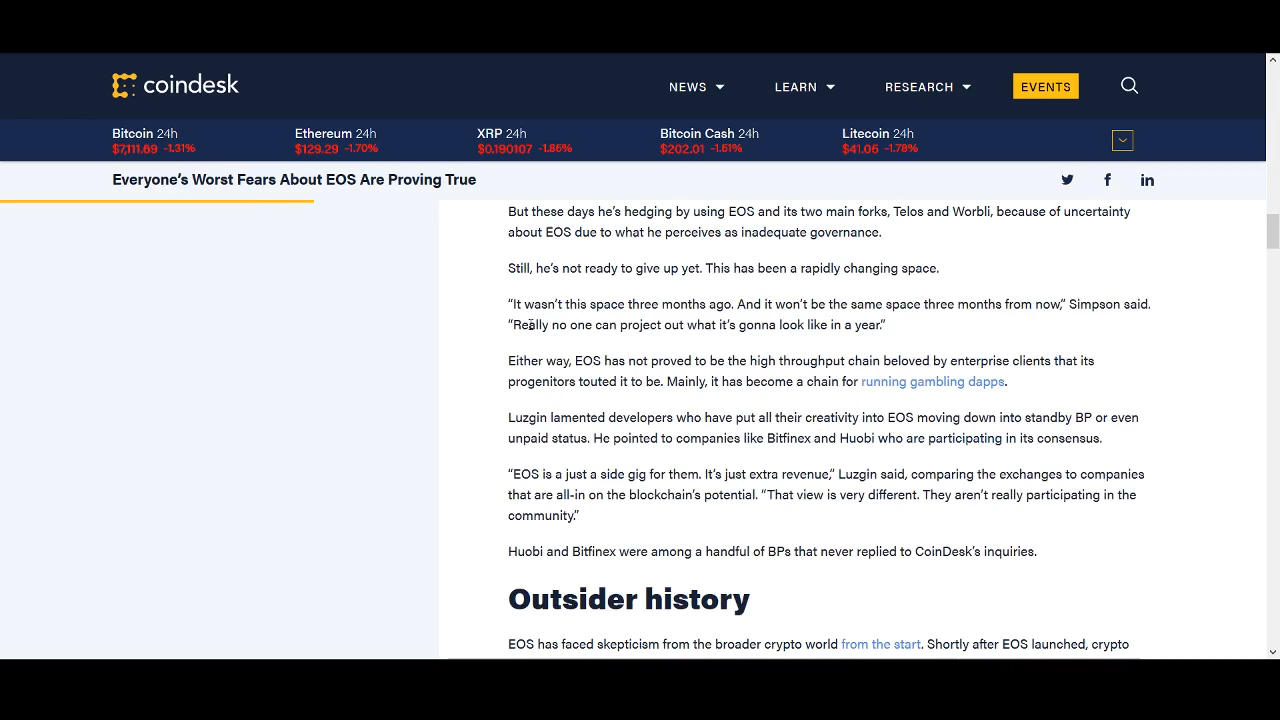 coindesk
NEWS LEARN RESEARCH EVENTS
Bitcoin 24h Ethereum 24h XRP 24h Bitcoin Cash 24h Litecoin 24h
$7,111.69 -1.31% $129.29 -1.70% $0.190107 -1.86% $202.01 -1.61% $41.06 -1.78%
Everyone's Worst Fears About EOS Are Proving True
But these days he's hedging by using EOS and its two main forks, Telos and Worbli, because of uncertainty
about EOS due to what he perceives as inadequate governance.
Still, he's not ready to give up yet. This has been a rapidly changing space.
“It wasn't this space three months ago. And it won't be the same space three months from now,” Simpson said.
“Really no one can project out what it's gonna look like in a year.”
Either way, EOS has not proved to be the high throughput chain beloved by enterprise clients that its
progenitors touted it to be. Mainly, it has become a chain for running gambling dapps.
Luzgin lamented developers who have put all their creativity into EOS moving down into standby BP or even
unpaid status. He pointed to companies like Bitfinex and Huobi who are participating in its consensus.
“EOS is a just a side gig for them. It's just extra revenue,” Luzgin said, comparing the exchanges to companies
that are all-in on the blockchain's potential. “That view is very different. They aren't really participating in the
community.”
Huobi and Bitfinex were among a handful of BPs that never replied to CoinDesk's inquiries.
Outsider history
EOS has faced skepticism from the broader crypto world from the start. Shortly after EOS launched, crypto